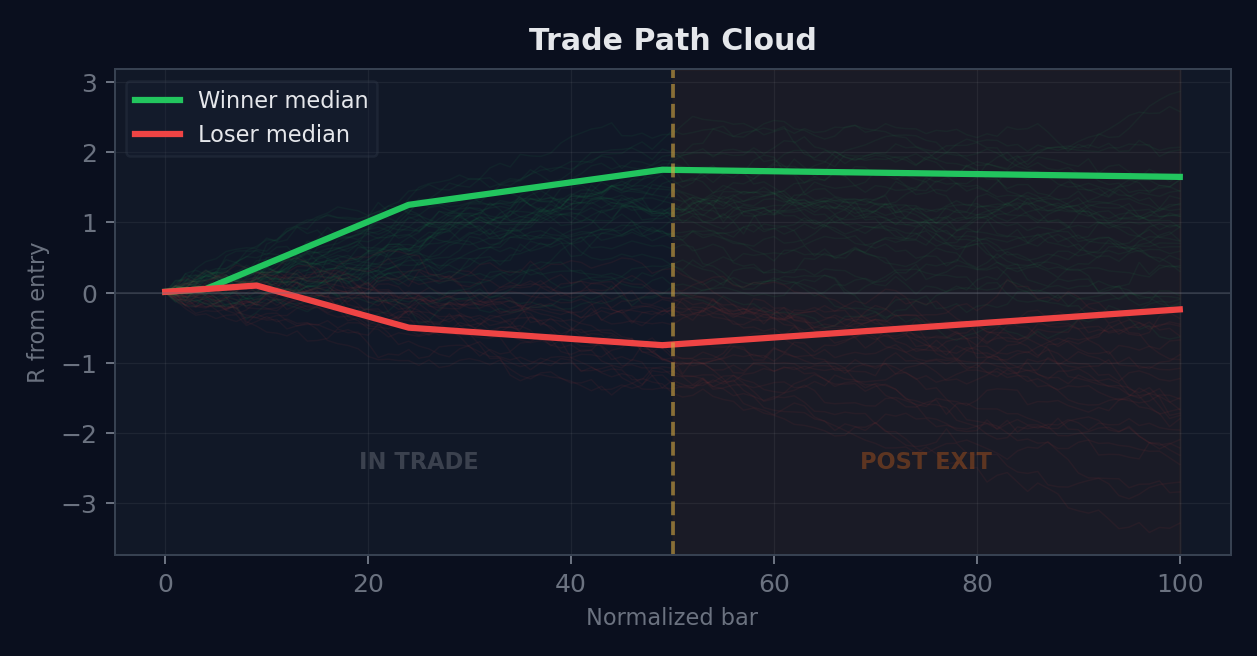 Trade Path Cloud
Winner median
Loser median
3
2
1
0
−1
−2
−3
R from entry
IN TRADE
POST EXIT
0 20 40 60 80 100
Normalized bar